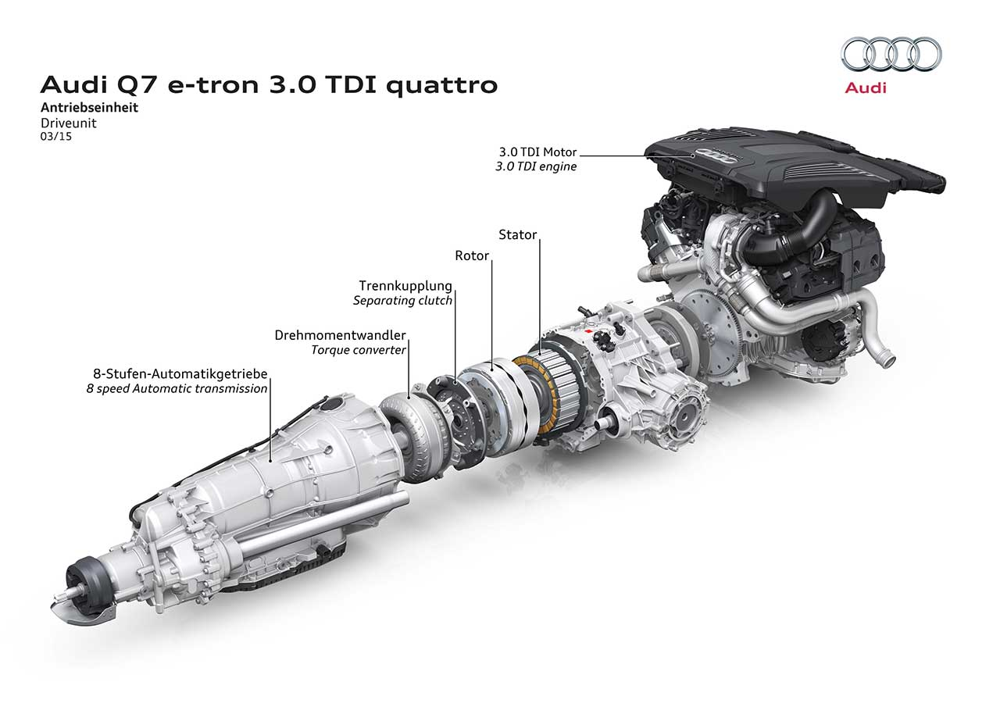 Audi Q7 e-tron 3.0 TDI quattro
Antriebseinheit
Driveunit
03/15
Audi
3.0 TDI Motor
3.0 TDI engine
Stator
Rotor
Trennkupplung
Separating clutch
Drehmomentwandler
Torque converter
8-Stufen-Automatikgetriebe
8 speed Automatic transmission